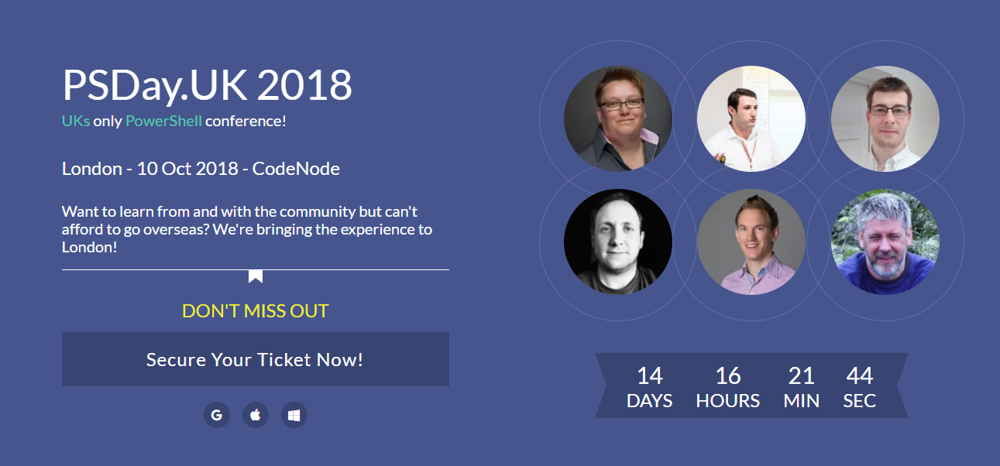 PSDay.UK 2018
UKs only PowerShell conference!
London - 10 Oct 2018 - CodeNode
Want to learn from and with the community but can't
afford to go overseas? We're bringing the experience to
London!
DON'T MISS OUT
Secure Your Ticket Now!
14 16 21 44
DAYS HOURS MIN SEC